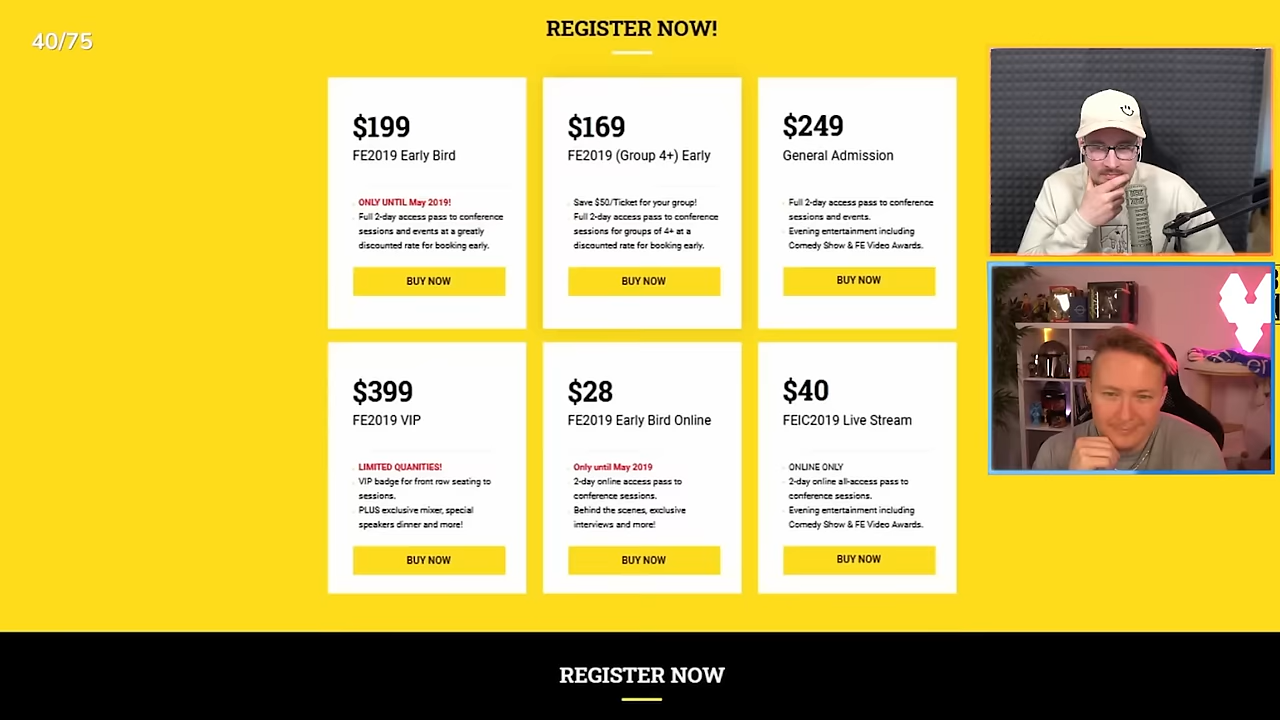 40/75
REGISTER NOW!
$199
FE2019 Early Bird
ONLY UNTIL May 2019!
Full 2-day access pass to conference
sessions and events at a greatly
discounted rate for booking early.
BUY NOW
$169
FE2019 (Group 4+) Early
Save $50/Ticket for your group!
Full 2-day access pass to conference
sessions for groups of 4+ at a
discounted rate for booking early.
BUY NOW
$249
General Admission
Full 2-day access pass to conference
sessions and events.
Evening entertainment including
Comedy Show & FE Video Awards.
BUY NOW
$399
FE2019 VIP
LIMITED QUANITIES!
VIP badge for front row seating to
sessions.
PLUS exclusive mixer, special
speakers dinner and more!
BUY NOW
$28
FE2019 Early Bird Online
Only until May 2019
2-day online access pass to
conference sessions.
Behind the scenes, exclusive
interviews and more!
BUY NOW
$40
FEIC2019 Live Stream
ONLINE ONLY
2-day online all-access pass to
conference sessions.
Evening entertainment including
Comedy Show & FE Video Awards.
BUY NOW
REGISTER NOW